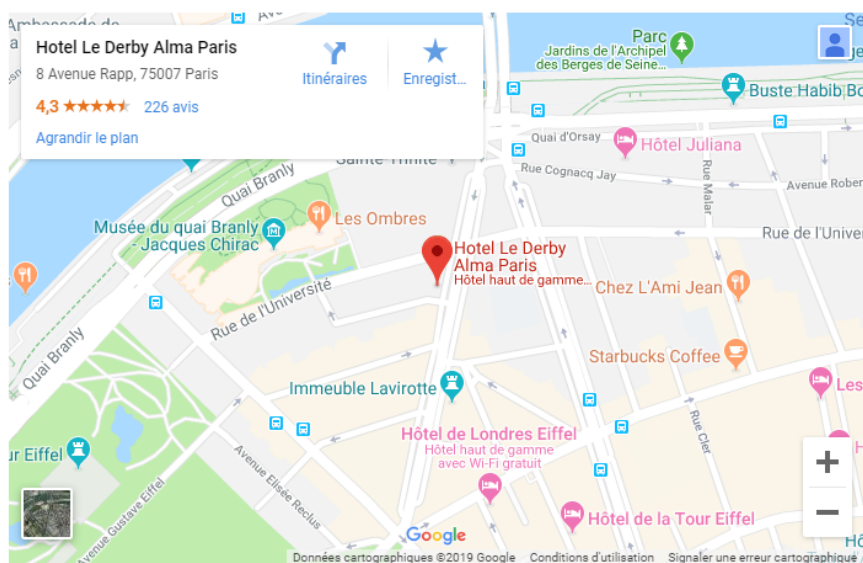 Ambassade de
Av
Se
Hotel Le Derby Alma Paris
8 Avenue Rapp, 75007 Paris
4,3
226 avis
Agrandir le plan
Itinéraires
Enregist...
Parc
Jardins de l'Archipel
des Berges de Seine...
Buste Habib Bo
Quai d'Orsay
Hôtel Juliana
Sainte Trinité
Rue Cognacq Jay
Rue Malar
Avenue Rober
Quai Branly
Musée du quai Branly
- Jacques Chirac
Les Ombres
Rue de l'Univer
Hotel Le Derby
Alma Paris
Hôtel haut de gamme...
Chez L'Ami Jean
Rue de l'Université
Quai Branly
Starbucks Coffee
Immeuble Lavirotte
Les
Rue Cler
Hôtel de Londres Eiffel
Hôtel haut de gamme
avec Wi-Fi gratuit
H
ur Eiffel
Avenue Elisée Reclus
Avenue Gustave Eiffel
+
−
Hôtel de la Tour Eiffel
Google
Hô
Données cartographiques ©2019 Google
Conditions d'utilisation
Signaler une erreur cartographique